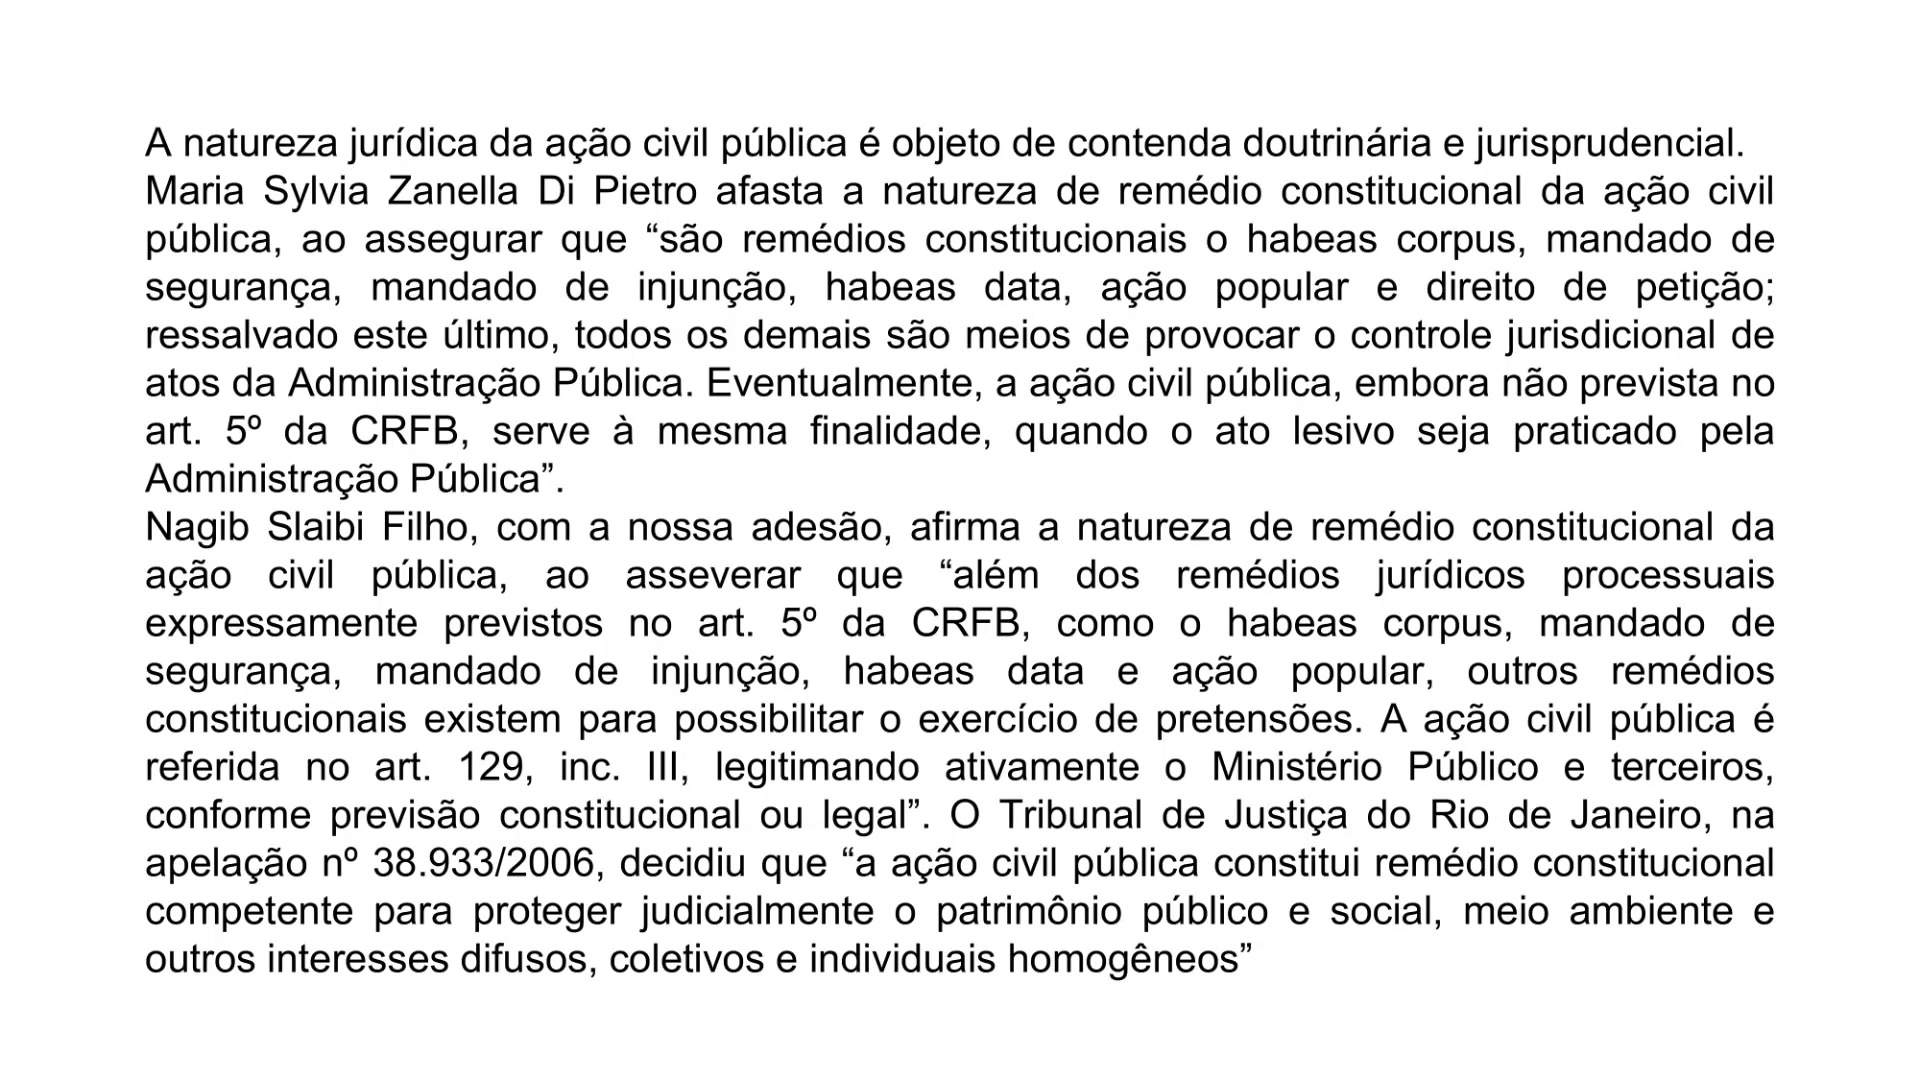 A natureza jurídica da ação civil pública é objeto de contenda doutrinária e jurisprudencial.
Maria Sylvia Zanella Di Pietro afasta a natureza de remédio constitucional da ação civil
pública, ao assegurar que “são remédios constitucionais o habeas corpus, mandado de
segurança, mandado de injunção, habeas data, ação popular e direito de petição;
ressalvado este último, todos os demais são meios de provocar o controle jurisdicional de
atos da Administração Pública. Eventualmente, a ação civil pública, embora não prevista no
art. 5º da CRFB, serve à mesma finalidade, quando o ato lesivo seja praticado pela
Administração Pública”.
Nagib Slaibi Filho, com a nossa adesão, afirma a natureza de remédio constitucional da
ação civil pública, ao asseverar que “além dos remédios jurídicos processuais
expressamente previstos no art. 5º da CRFB, como o habeas corpus, mandado de
segurança, mandado de injunção, habeas data e ação popular, outros remédios
constitucionais existem para possibilitar o exercício de pretensões. A ação civil pública é
referida no art. 129, inc. III, legitimando ativamente o Ministério Público e terceiros,
conforme previsão constitucional ou legal”. O Tribunal de Justiça do Rio de Janeiro, na
apelação nº 38.933/2006, decidiu que “a ação civil pública constitui remédio constitucional
competente para proteger judicialmente o patrimônio público e social, meio ambiente e
outros interesses difusos, coletivos e individuais homogêneos”